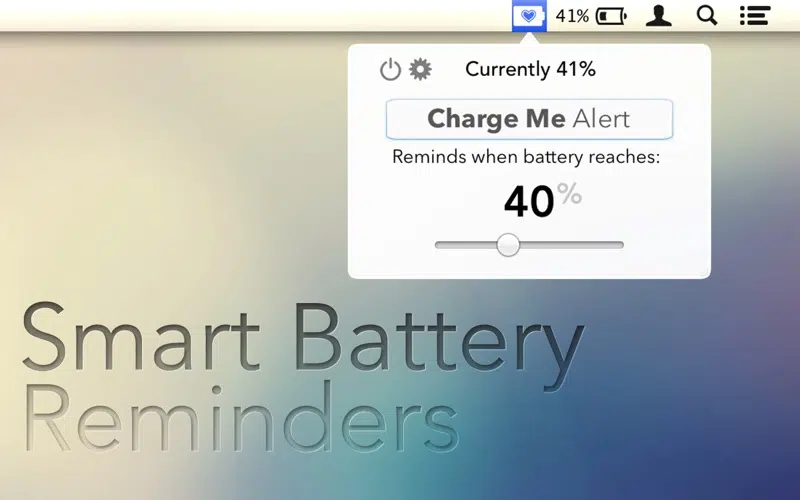 41%
Currently 41%
Charge Me Alert
Reminds when battery reaches:
40%
Smart Battery
Reminders